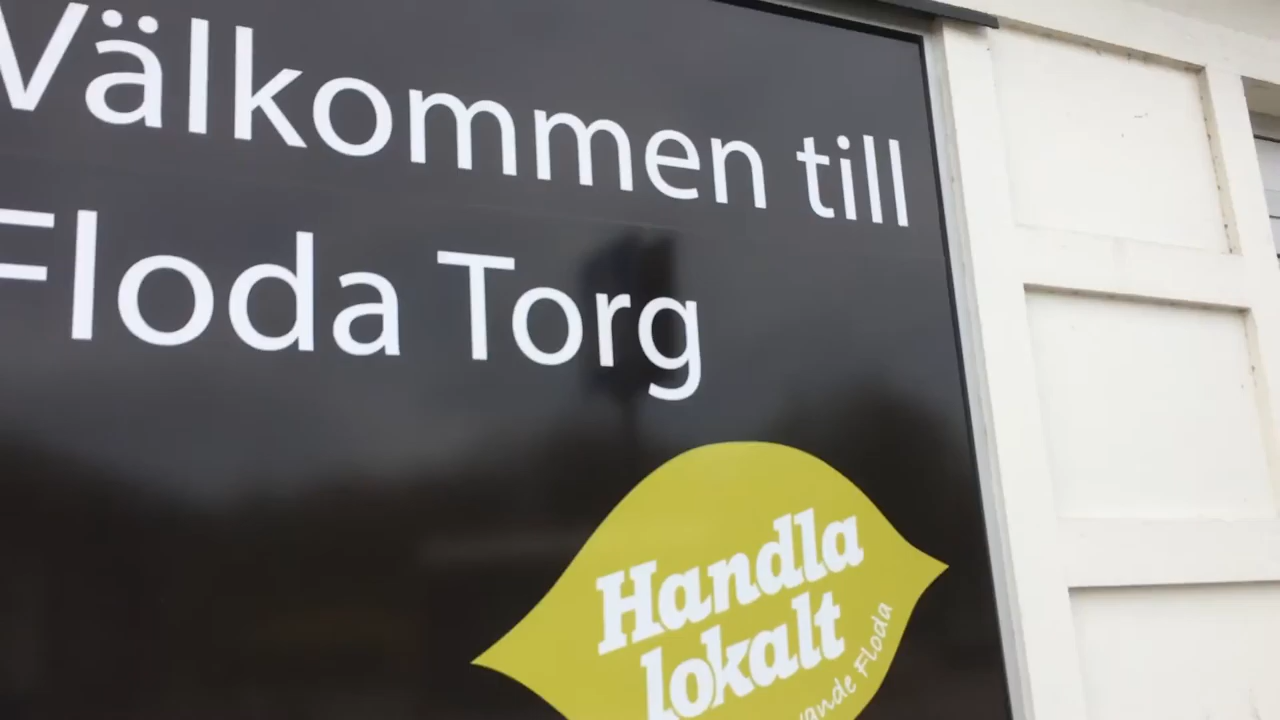 Välkommen till
Floda Torg
Handla
lokalt
Floda